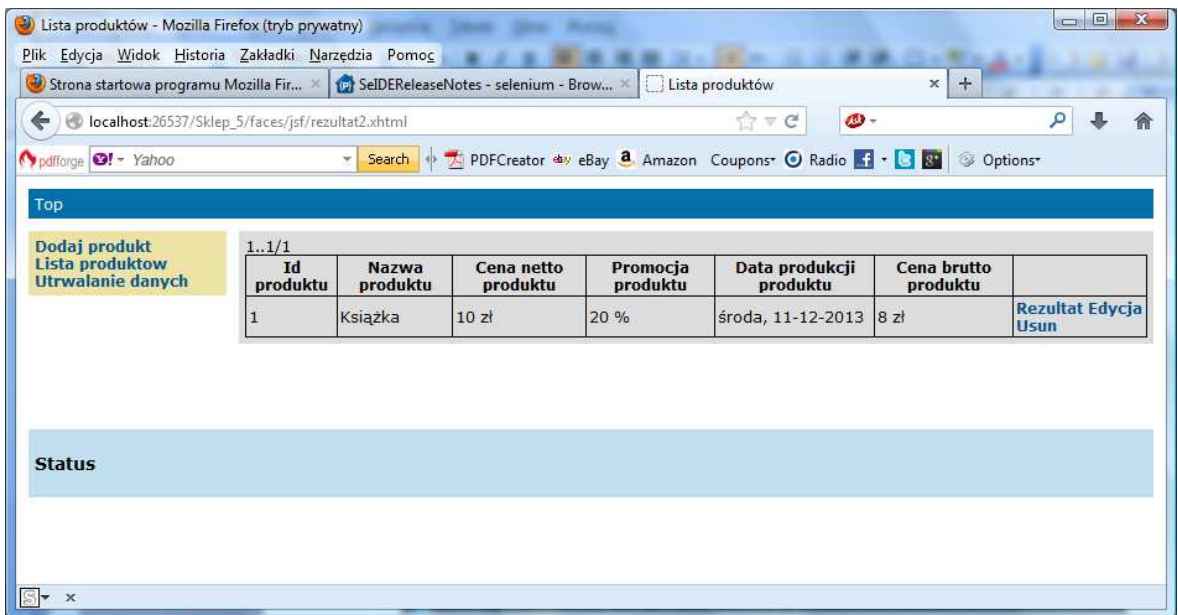 Lista produktów - Mozilla Firefox (tryb prywatny)
Plik Edycja Widok Historia Zakładki Narzędzia Pomoc
Strona startowa programu Mozilla Fir... SeIDEReleaseNotes - selenium - Brow... Lista produktów
localhost:26537/Sklep_5/faces/jsf/rezultat2.xhtml
pdfforge Yahoo Search PDFCreator eBay Amazon Coupons Radio Options
Top
Dodaj produkt
Lista produktow
Utrwalanie danych
1..1/1
Id produktu Nazwa produktu Cena netto produktu Promocja produktu Data produkcji produktu Cena brutto produktu
1 Książka 10 zł 20 % środa, 11-12-2013 8 zł Rezultat Edycja
Usun
Status